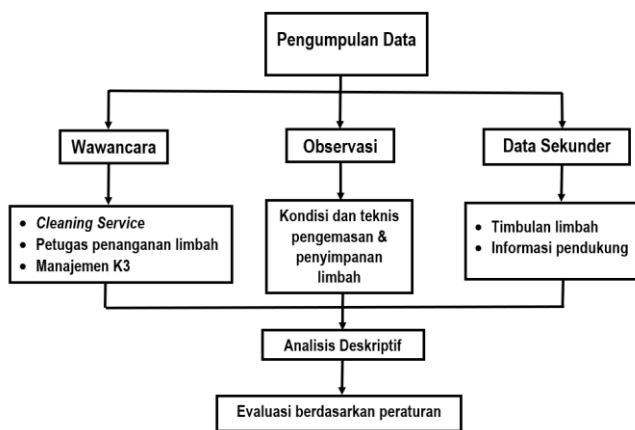 Pengumpulan Data
Wawancara
Observasi
Data Sekunder
• Cleaning Service
• Petugas penanganan limbah
• Manajemen K3
Kondisi dan teknis
pengemasan &
penyimpanan
limbah
• Timbulan limbah
• Informasi pendukung
Analisis Deskriptif
Evaluasi berdasarkan peraturan